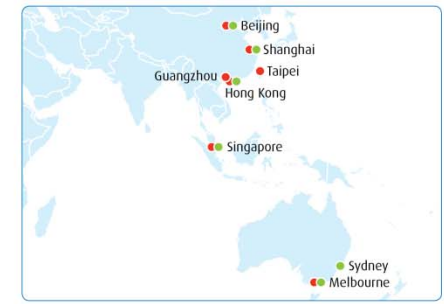 Beijing
Shanghai
Taipei
Guangzhou
Hong Kong
Singapore
Sydney
Melbourne